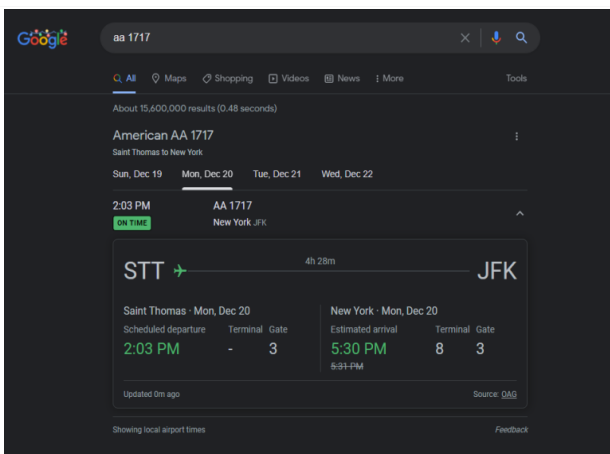 Google
aa 1717
All Maps Shopping Videos News More Tools
About 15,600,000 results (0.48 seconds)
American AA 1717
Saint Thomas to New York
Sun, Dec 19 Mon, Dec 20 Tue, Dec 21 Wed, Dec 22
2:03 PM AA 1717
ON TIME New York JFK
4h 28m
STT JFK
Saint Thomas · Mon, Dec 20 New York · Mon, Dec 20
Scheduled departure Terminal Gate Estimated arrival Terminal Gate
2:03 PM - 3 5:30 PM 8 3
5:31 PM
Updated 0m ago Source: OAG
Showing local airport times Feedback